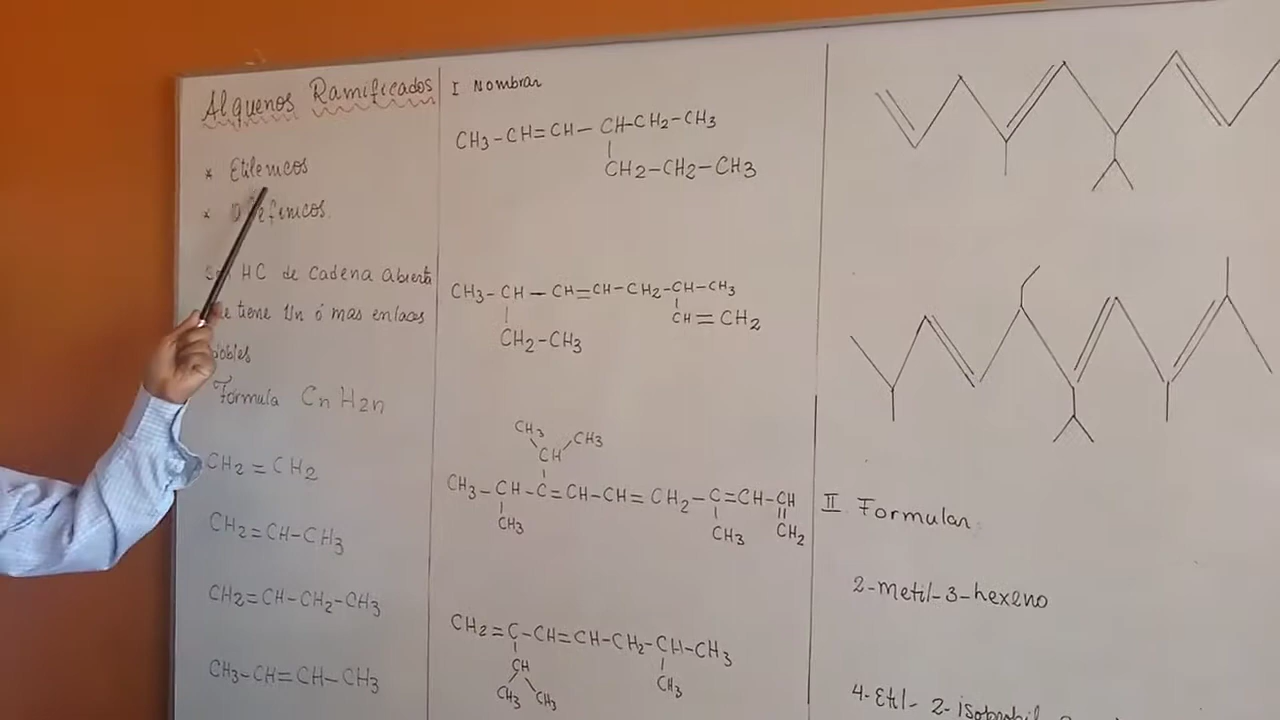 Alquenos Ramificados
* Etilenicos
* Olefinicos.
Son HC de Cadena Abierta
que tiene Un ó mas enlaces
dobles
Formula CnH2n
CH2=CH2
CH2=CH-CH3
CH2=CH-CH2-CH3
CH3-CH=CH-CH3
I Nombrar
CH3-CH=CH-CH-CH2-CH3
CH2-CH2-CH3
CH3-CH-CH=CH-CH2-CH-CH3
CH=CH2
CH2-CH3
CH3 CH3
CH
CH3-CH-C=CH-CH=CH2-C=CH-CH
CH3 CH3 CH2
CH2=C-CH=CH-CH2-CH-CH3
CH CH3
CH3 CH3
II Formular:
2-metil-3-hexeno
4-Etil-2-isopropil-